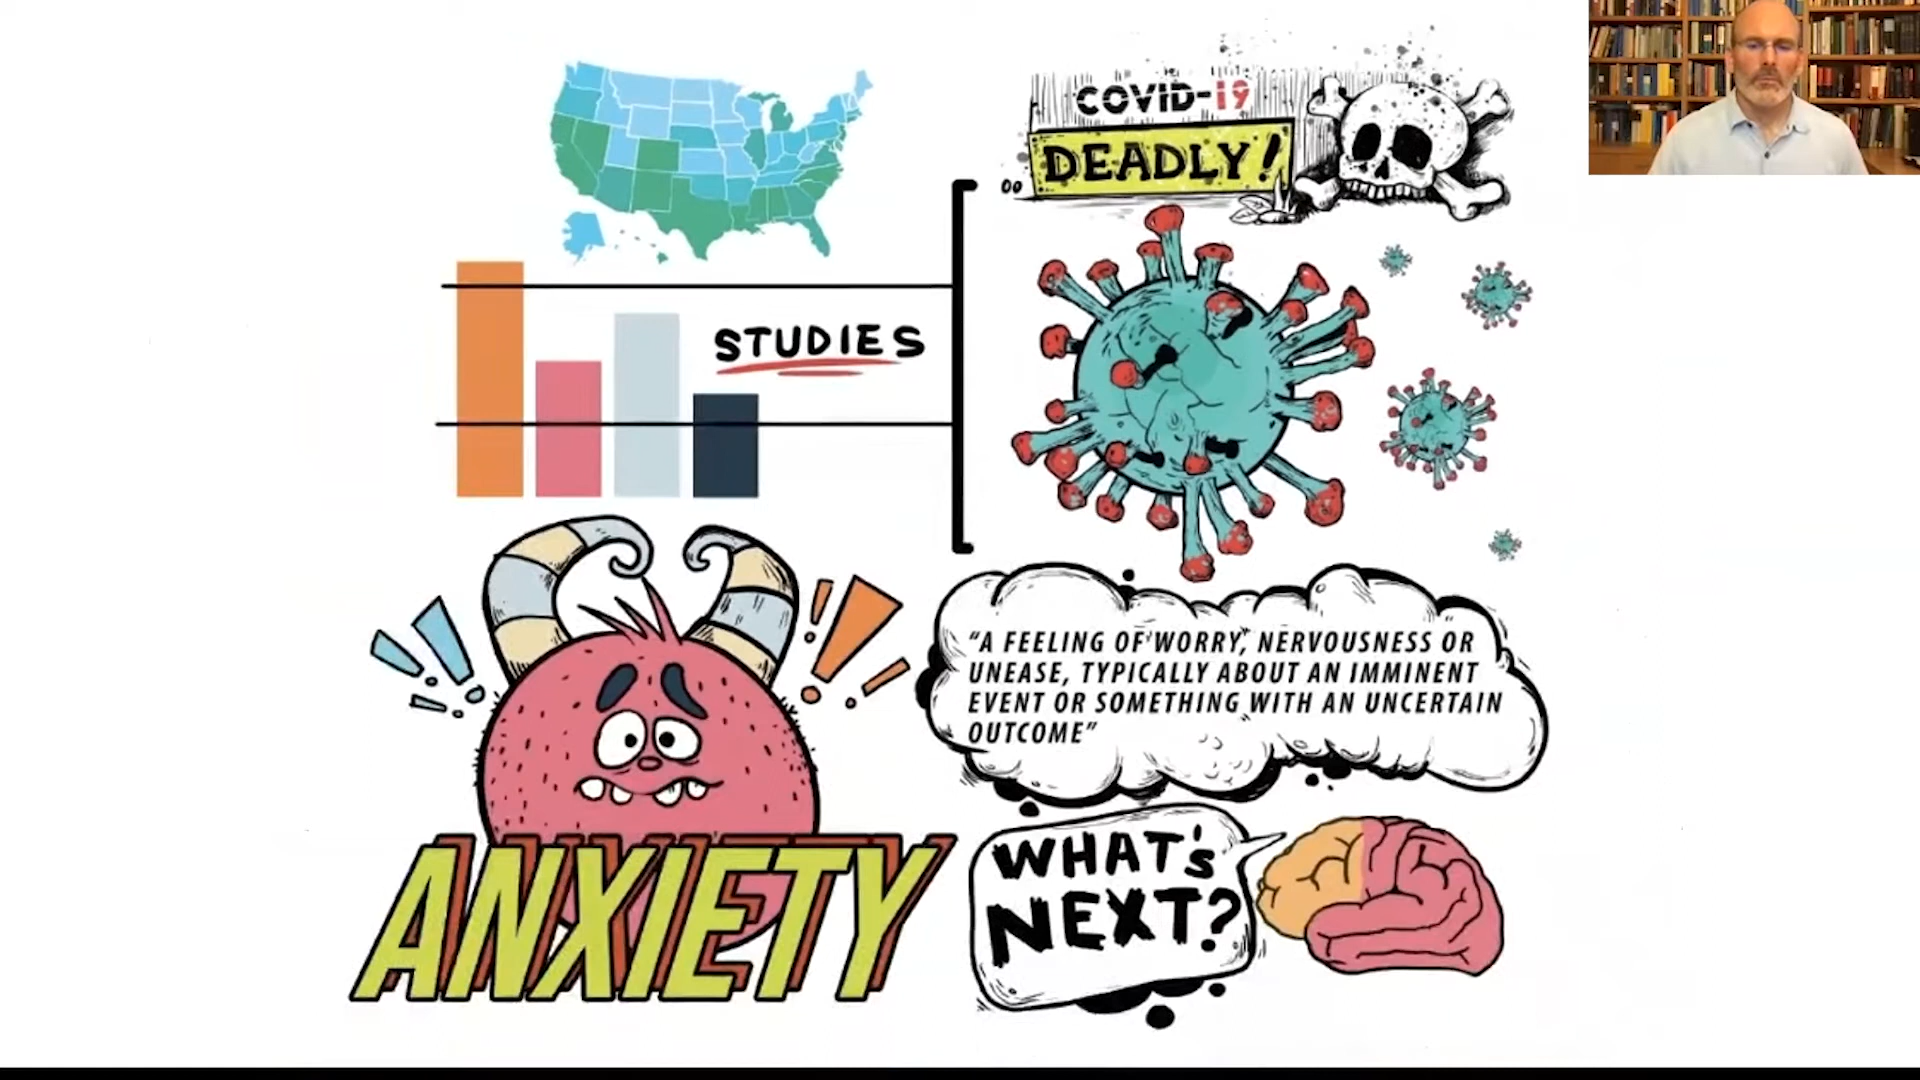 COVID-19
DEADLY!
STUDIES
"A FEELING OF WORRY, NERVOUSNESS OR
UNEASE, TYPICALLY ABOUT AN IMMINENT
EVENT OR SOMETHING WITH AN UNCERTAIN
OUTCOME"
ANXIETY
WHAT'S
NEXT?